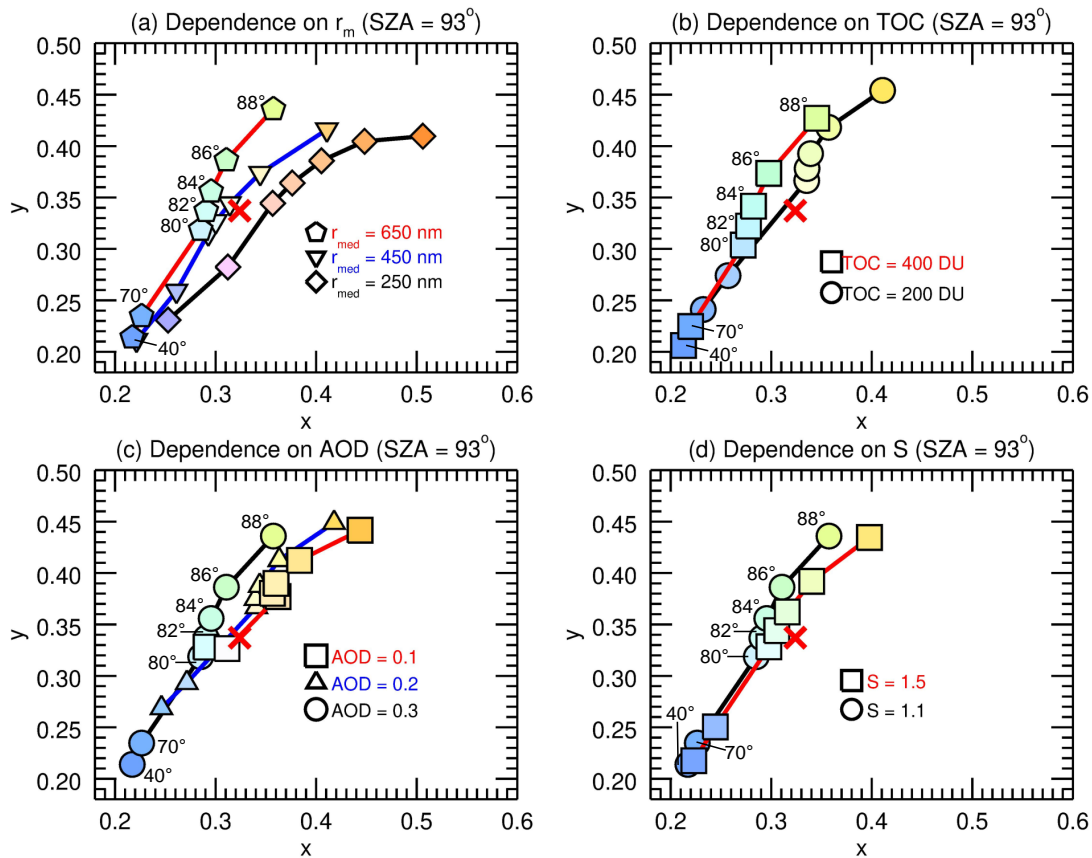 (a) Dependence on rm (SZA = 93o)
0.50
0.45
0.40
0.35
0.30
0.25
0.20
y
88°
86°
84°
82°
80°
70°
40°
rmed = 650 nm
rmed = 450 nm
rmed = 250 nm
0.2 0.3 0.4 0.5 0.6
x
(b) Dependence on TOC (SZA = 93o)
0.50
0.45
0.40
0.35
0.30
0.25
0.20
y
88°
86°
84°
82°
80°
70°
40°
TOC = 400 DU
TOC = 200 DU
0.2 0.3 0.4 0.5 0.6
x
(c) Dependence on AOD (SZA = 93o)
0.50
0.45
0.40
0.35
0.30
0.25
0.20
y
88°
86°
84°
82°
80°
70°
40°
AOD = 0.1
AOD = 0.2
AOD = 0.3
0.2 0.3 0.4 0.5 0.6
x
(d) Dependence on S (SZA = 93o)
0.50
0.45
0.40
0.35
0.30
0.25
0.20
y
88°
86°
84°
82°
80°
40°
70°
S = 1.5
S = 1.1
0.2 0.3 0.4 0.5 0.6
x